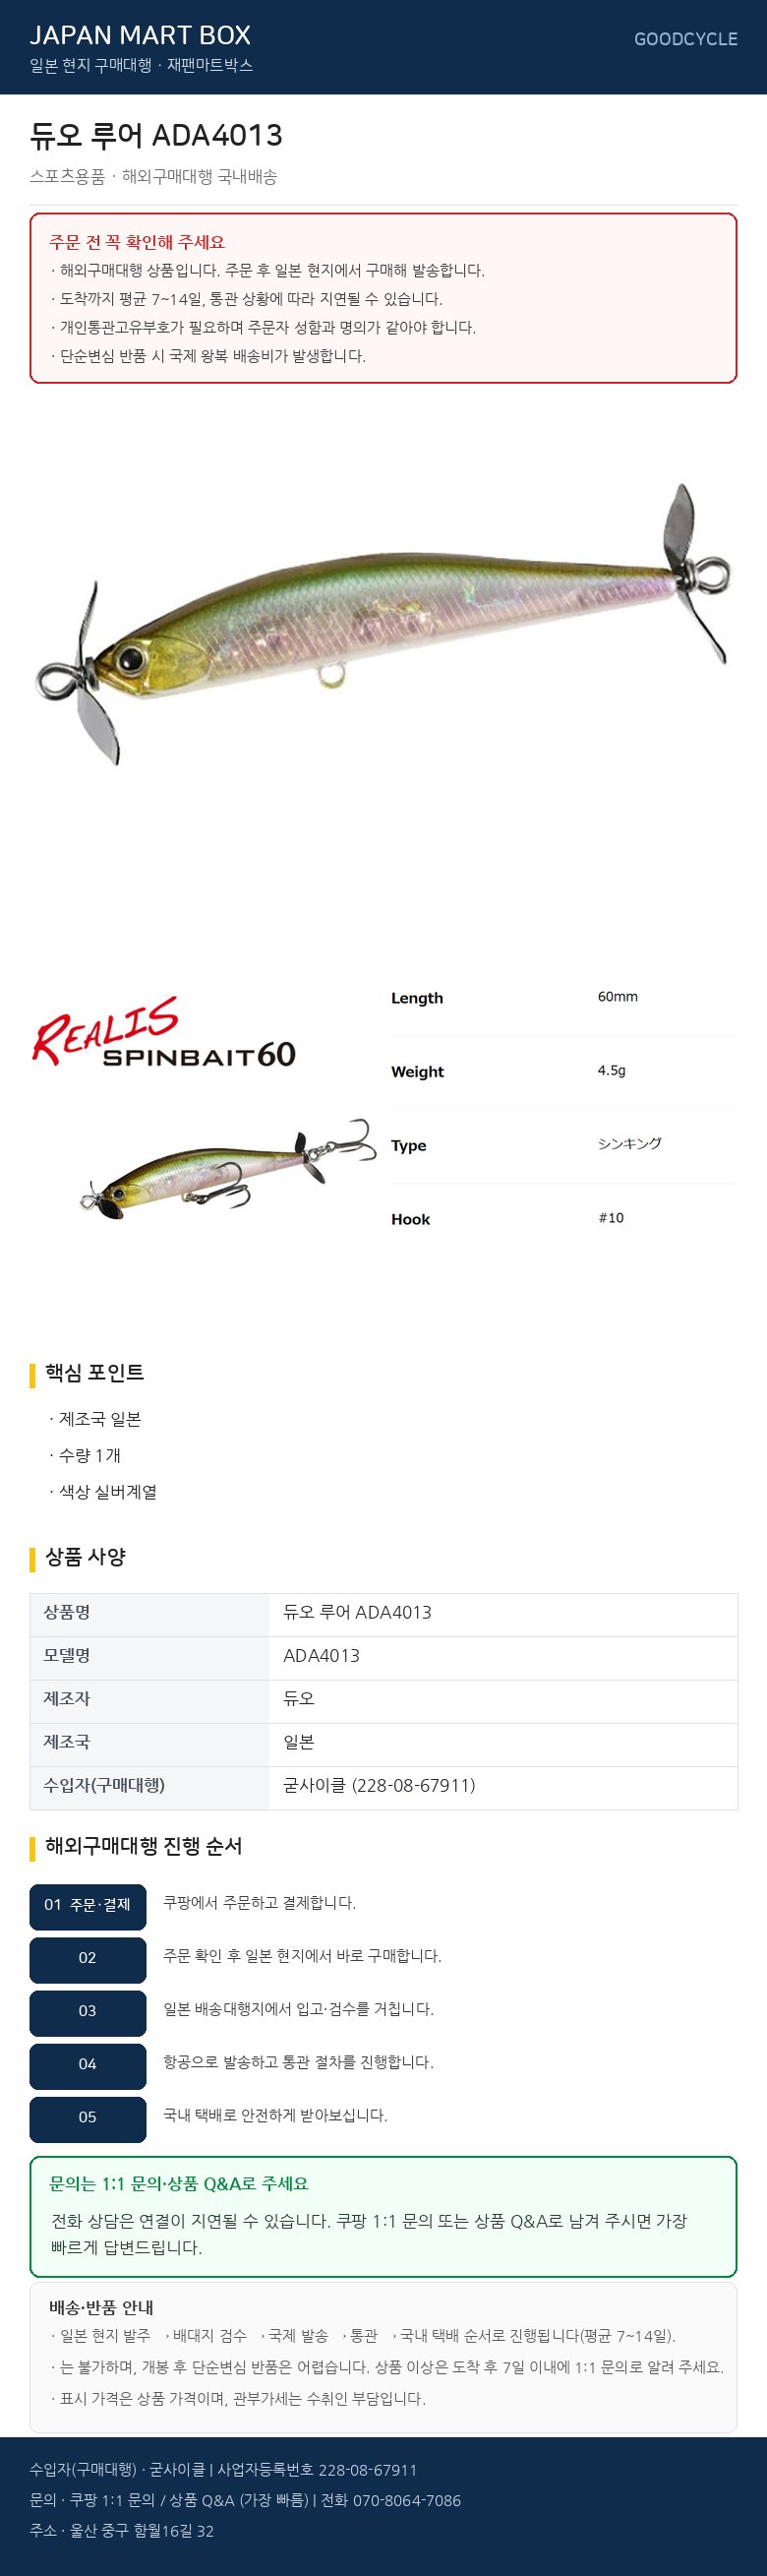 JAPAN MART BOX
일본 현지 구매대행 · 재팬마트박스
GOODCYCLE
듀오 루어 ADA4013
스포츠용품 · 해외구매대행 국내배송
주문 전 꼭 확인해 주세요
· 해외구매대행 상품입니다. 주문 후 일본 현지에서 구매해 발송합니다.
· 도착까지 평균 7~14일, 통관 상황에 따라 지연될 수 있습니다.
· 개인통관고유부호가 필요하며 주문자 성함과 명의가 같아야 합니다.
· 단순변심 반품 시 국제 왕복 배송비가 발생합니다.
REALIS
SPINBAIT60
Length 60mm
Weight 4.5g
Type シンキング
Hook #10
핵심 포인트
· 제조국 일본
· 수량 1개
· 색상 실버계열
상품 사양
상품명 듀오 루어 ADA4013
모델명 ADA4013
제조자 듀오
제조국 일본
수입자(구매대행) 굳사이클 (228-08-67911)
해외구매대행 진행 순서
01 주문·결제 쿠팡에서 주문하고 결제합니다.
02 주문 확인 후 일본 현지에서 바로 구매합니다.
03 일본 배송대행지에서 입고·검수를 거칩니다.
04 항공으로 발송하고 통관 절차를 진행합니다.
05 국내 택배로 안전하게 받아보십니다.
문의는 1:1 문의·상품 Q&A로 주세요
전화 상담은 연결이 지연될 수 있습니다. 쿠팡 1:1 문의 또는 상품 Q&A로 남겨 주시면 가장
빠르게 답변드립니다.
배송·반품 안내
· 일본 현지 발주 → 배대지 검수 → 국제 발송 → 통관 → 국내 택배 순서로 진행됩니다(평균 7~14일).
· 는 불가하며, 개봉 후 단순변심 반품은 어렵습니다. 상품 이상은 도착 후 7일 이내에 1:1 문의로 알려 주세요.
· 표시 가격은 상품 가격이며, 관부가세는 수취인 부담입니다.
수입자(구매대행) · 굳사이클 | 사업자등록번호 228-08-67911
문의 · 쿠팡 1:1 문의 / 상품 Q&A (가장 빠름) | 전화 070-8064-7086
주소 · 울산 중구 함월16길 32